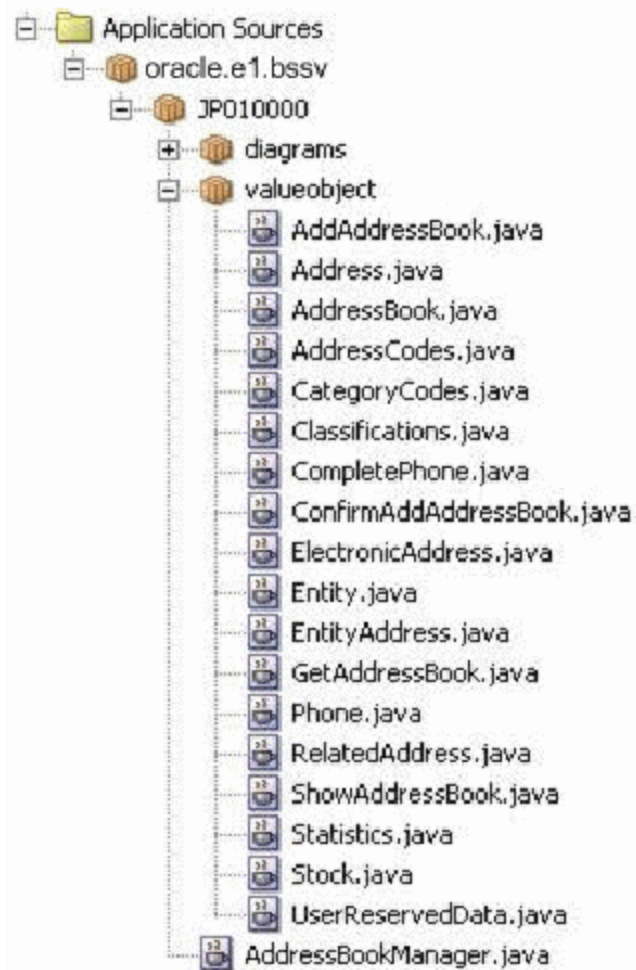 Application Sources
oracle.e1.bssv
JP010000
diagrams
valueobject
AddAddressBook.java
Address.java
AddressBook.java
AddressCodes.java
CategoryCodes.java
Classifications.java
CompletePhone.java
ConfirmAddAddressBook.java
ElectronicAddress.java
Entity.java
EntityAddress.java
GetAddressBook.java
Phone.java
RelatedAddress.java
ShowAddressBook.java
Statistics.java
Stock.java
UserReservedData.java
AddressBookManager.java